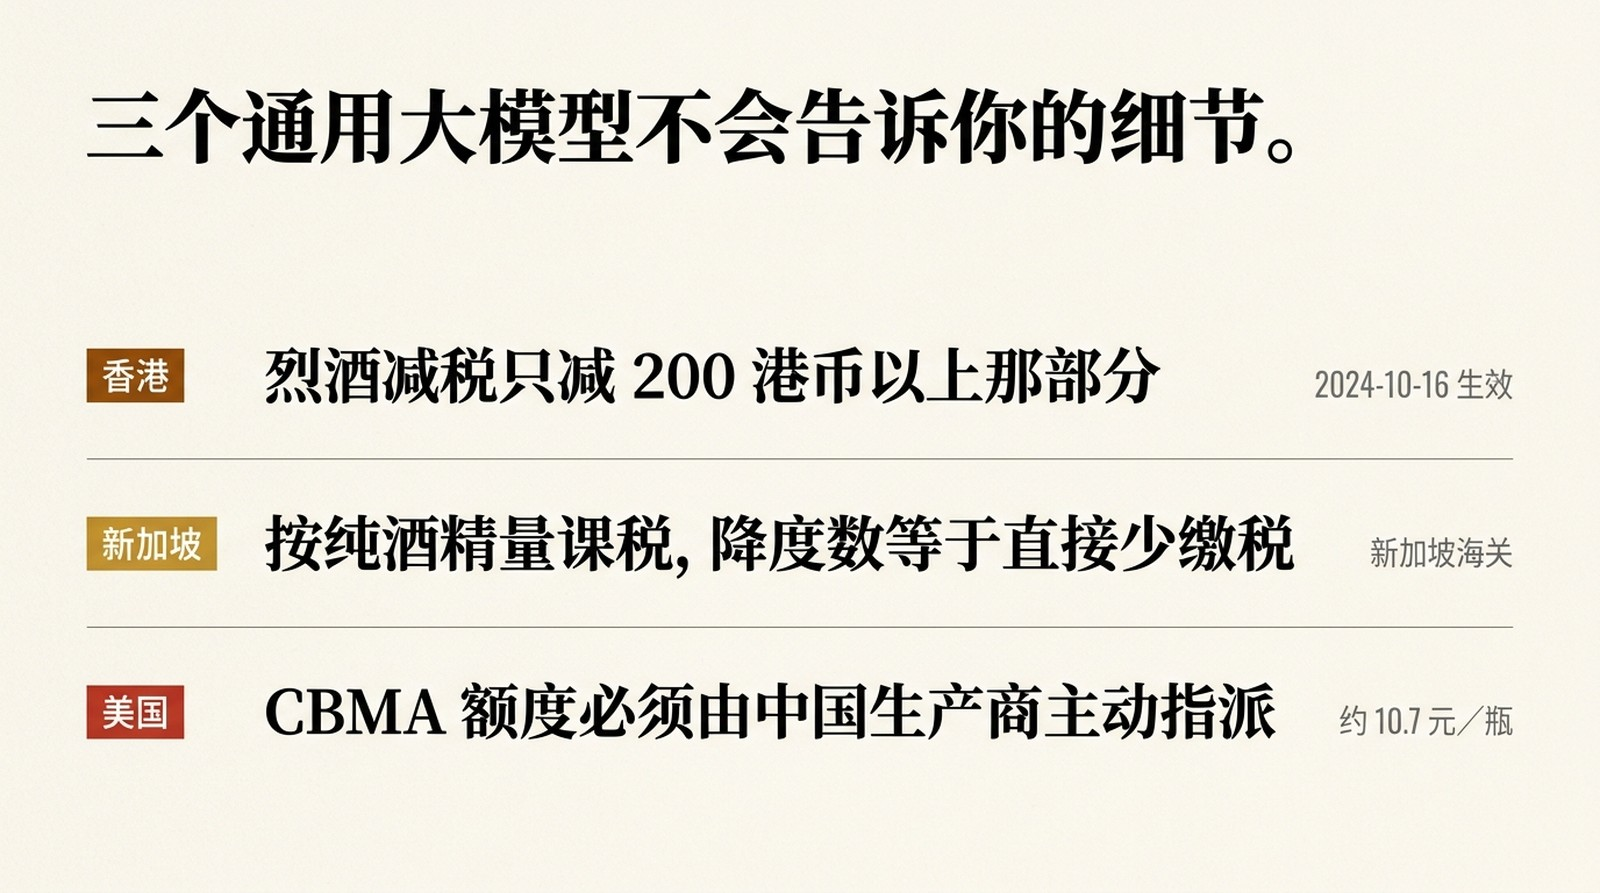 三个通用大模型不会告诉你的细节。
香港 烈酒减税只减 200 港币以上那部分 2024-10-16 生效
新加坡 按纯酒精量课税, 降度数等于直接少缴税 新加坡海关
美国 CBMA 额度必须由中国生产商主动指派 约 10.7 元／瓶